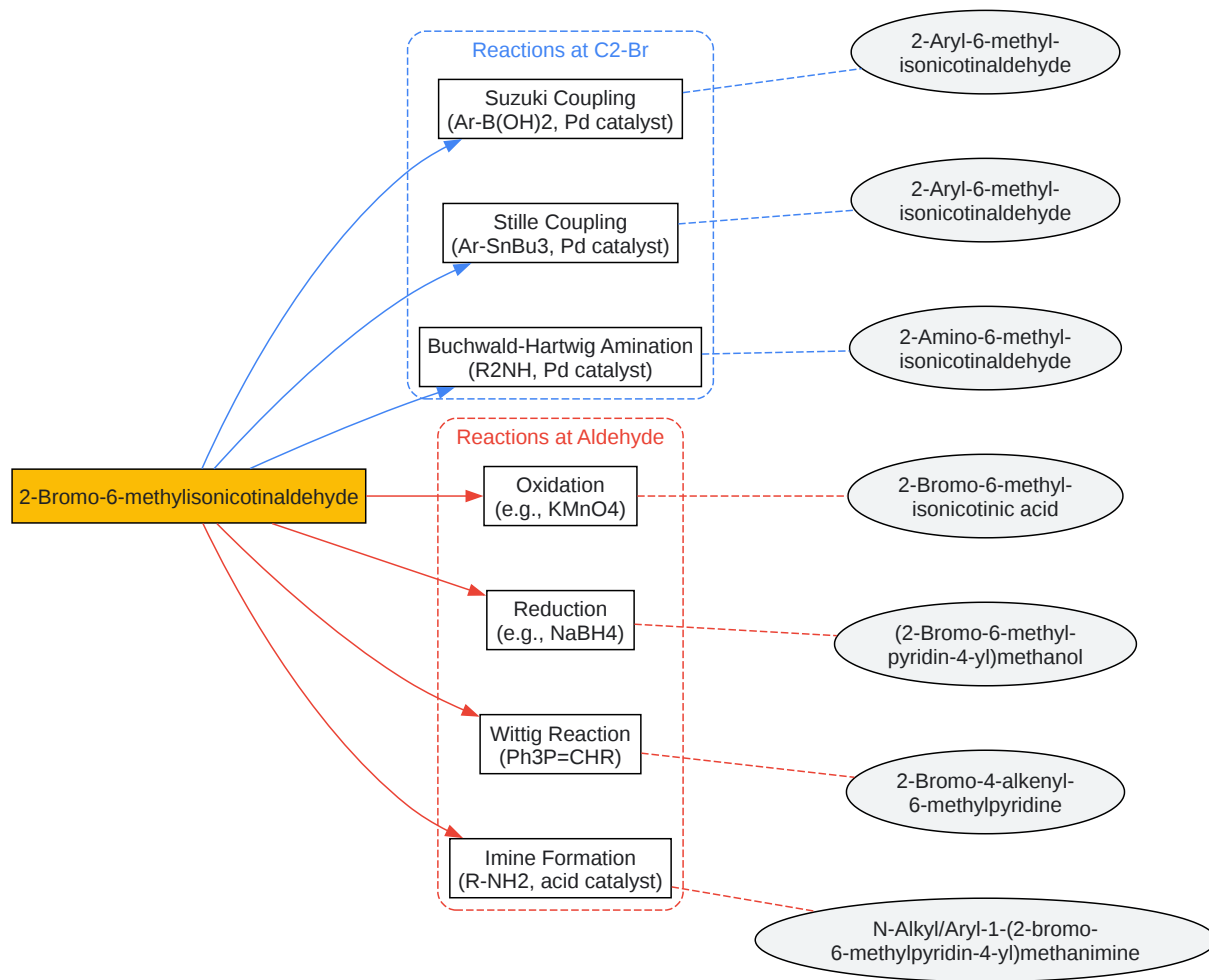 Reactions at C2-Br
Suzuki Coupling
(Ar-B(OH)2, Pd catalyst)
2-Aryl-6-methyl-
isonicotinaldehyde
Stille Coupling
(Ar-SnBu3, Pd catalyst)
2-Aryl-6-methyl-
isonicotinaldehyde
Buchwald-Hartwig Amination
(R2NH, Pd catalyst)
2-Amino-6-methyl-
isonicotinaldehyde
2-Bromo-6-methylisonicotinaldehyde
Reactions at Aldehyde
Oxidation
(e.g., KMnO4)
2-Bromo-6-methyl-
isonicotinic acid
Reduction
(e.g., NaBH4)
(2-Bromo-6-methyl-
pyridin-4-yl)methanol
Wittig Reaction
(Ph3P=CHR)
2-Bromo-4-alkenyl-
6-methylpyridine
Imine Formation
(R-NH2, acid catalyst)
N-Alkyl/Aryl-1-(2-bromo-
6-methylpyridin-4-yl)methanimine